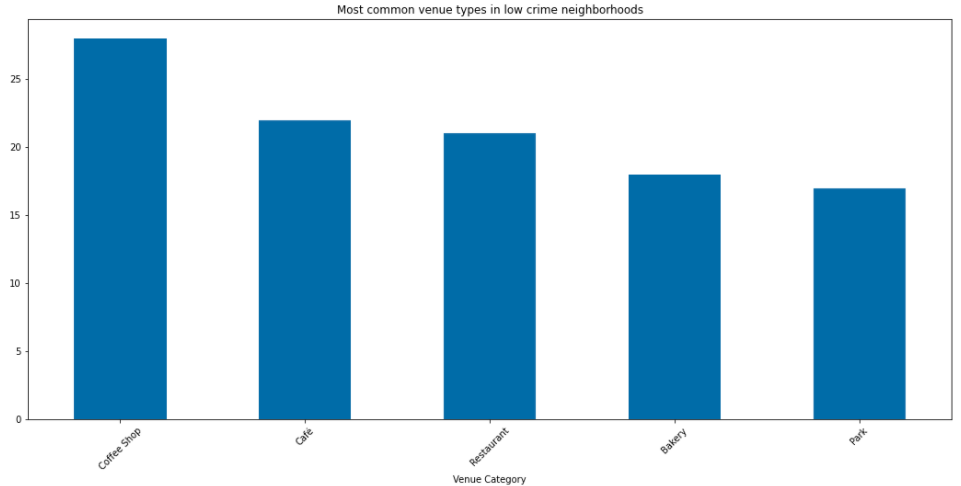 Most common venue types in low crime neighborhoods
25
20
15
10
5
0
Coffee Shop
Café
Restaurant
Bakery
Park
Venue Category